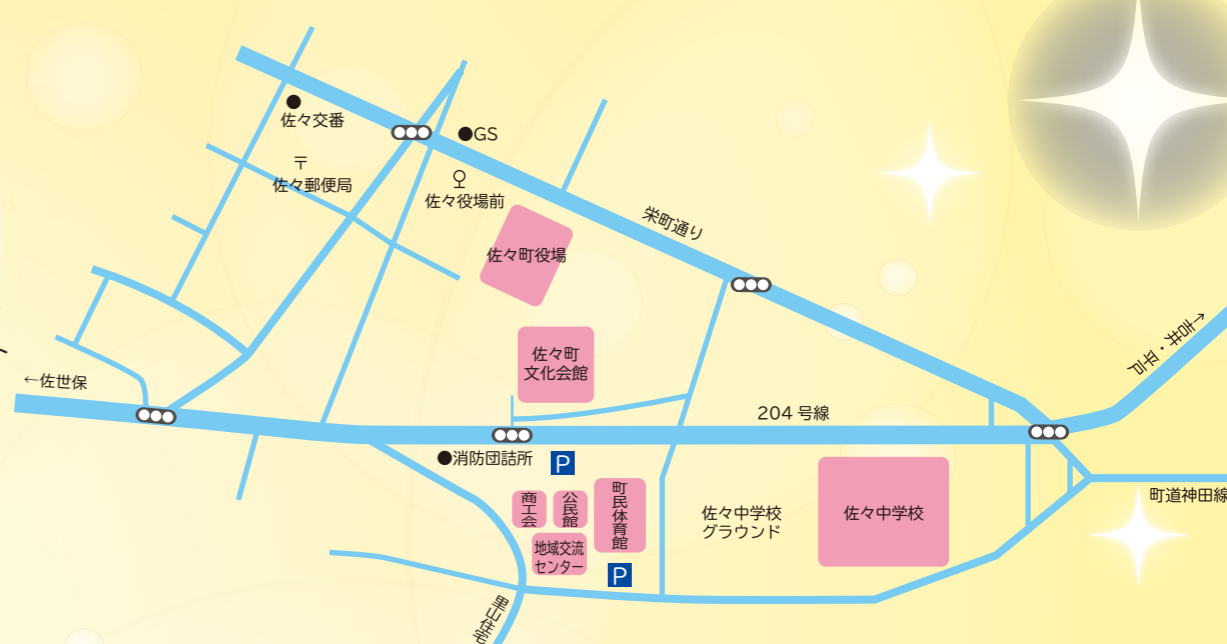 佐々交番
GS
〒
佐々郵便局
佐々役場前
佐々町役場
栄町通り
佐々町
文化会館
←佐世保
↑吉井・平戸
204 号線
消防団詰所
P
商工会
公民館
町民体育館
地域交流
センター
P
佐々中学校
グラウンド
佐々中学校
町道神田線
里山住宅